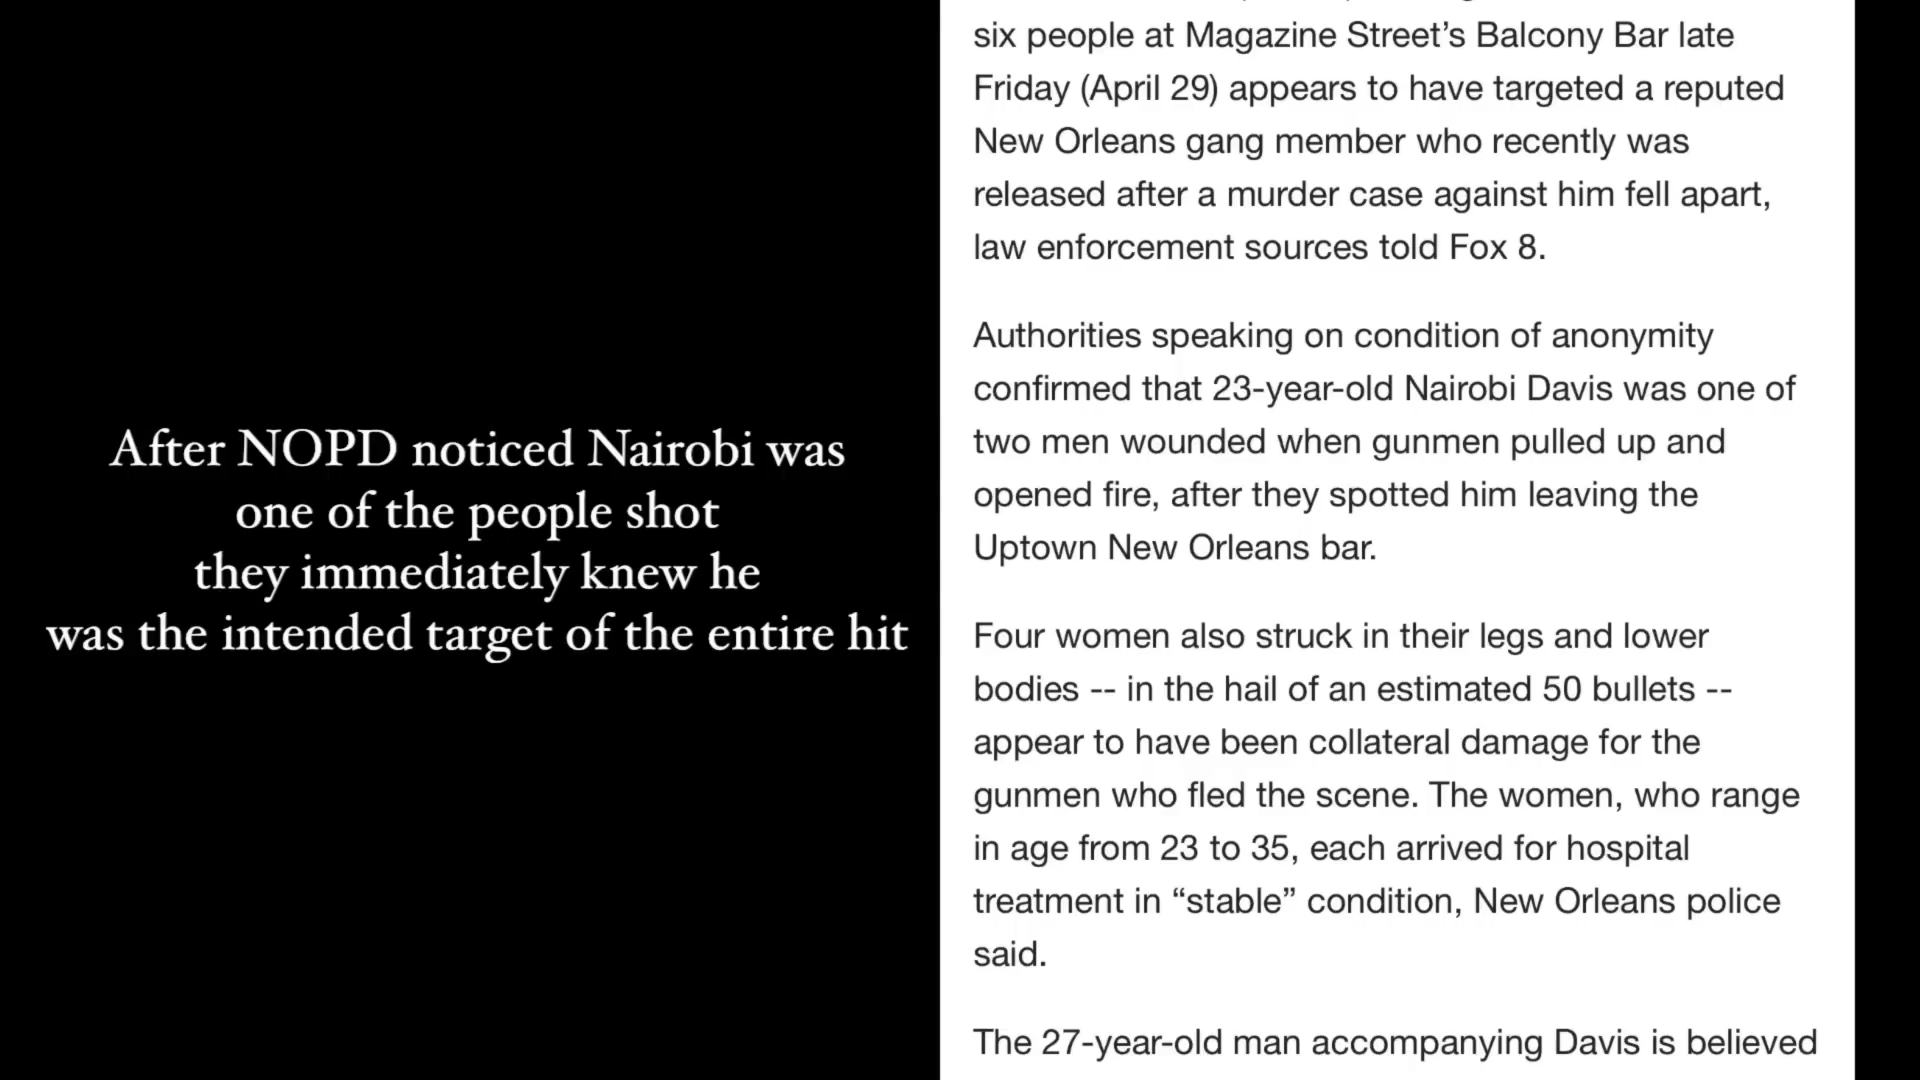 After NOPD noticed Nairobi was
one of the people shot
they immediately knew he
was the intended target of the entire hit
six people at Magazine Street’s Balcony Bar late
Friday (April 29) appears to have targeted a reputed
New Orleans gang member who recently was
released after a murder case against him fell apart,
law enforcement sources told Fox 8.
Authorities speaking on condition of anonymity
confirmed that 23-year-old Nairobi Davis was one of
two men wounded when gunmen pulled up and
opened fire, after they spotted him leaving the
Uptown New Orleans bar.
Four women also struck in their legs and lower
bodies -- in the hail of an estimated 50 bullets --
appear to have been collateral damage for the
gunmen who fled the scene. The women, who range
in age from 23 to 35, each arrived for hospital
treatment in “stable” condition, New Orleans police
said.
The 27-year-old man accompanying Davis is believed